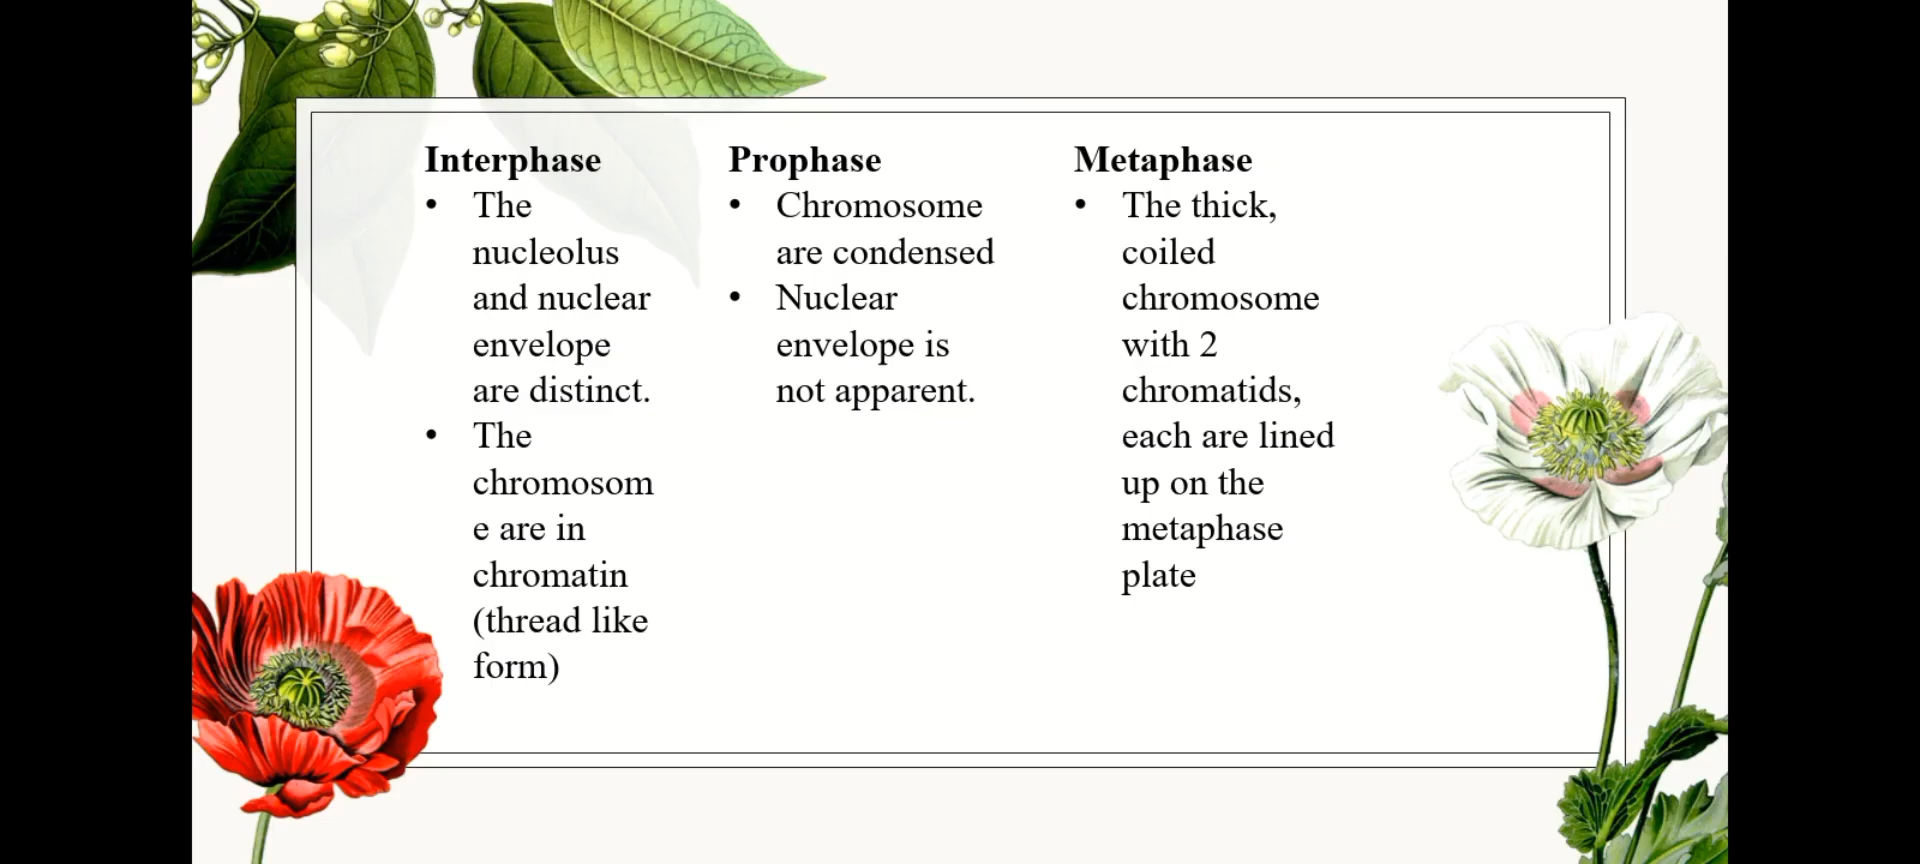 Interphase
• The
nucleolus
and nuclear
envelope
are distinct.
• The
chromosom
e are in
chromatin
(thread like
form)
Prophase
• Chromosome
are condensed
• Nuclear
envelope is
not apparent.
Metaphase
• The thick,
coiled
chromosome
with 2
chromatids,
each are lined
up on the
metaphase
plate